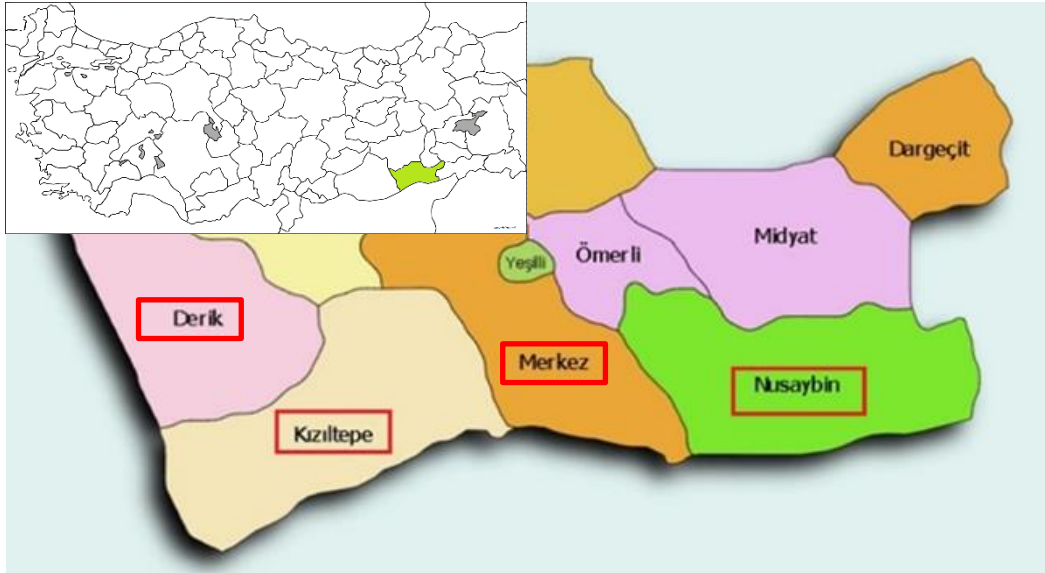 Dargeçit
Midyat
Ömerli
Yeşilli
Derik
Merkez
Nusaybin
Kızıltepe